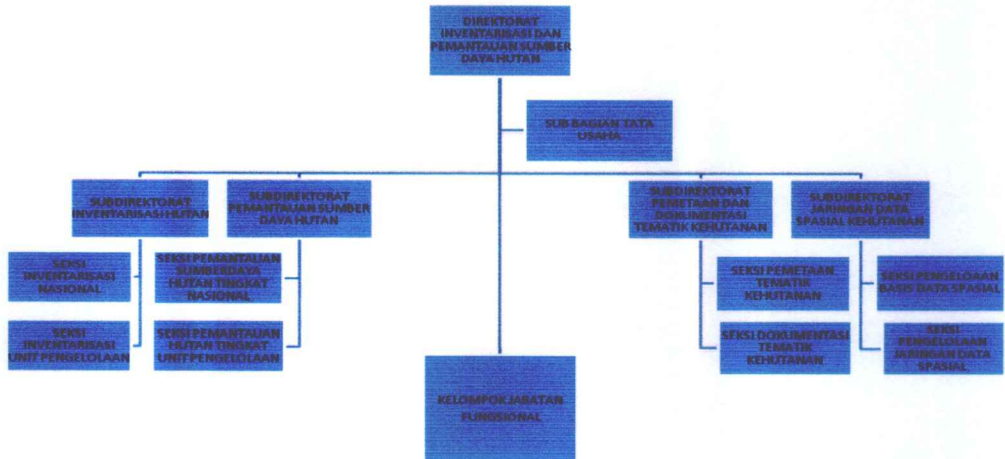 DIREKTORAT
INVENTARISASI DAN
PEMANTAUAN SUMBER
DAYA HUTAN
SUB BAGIAN TATA
USAHA
SUBDIREKTORAT
INVENTARISASI HUTAN
SUBDIREKTORAT
PEMANTAUAN SUMBER
DAYA HUTAN
SUBDIREKTORAT
PEMETAAN DAN
DOKUMENTASI
TEMATIK KEHUTANAN
SUBDIREKTORAT
JARINGAN DATA
SPASIAL KEHUTANAN
SEKSI
INVENTARISASI
NASIONAL
SEKSI PEMANTAUAN
SUMBERDAYA
HUTAN TINGKAT
NASIONAL
SEKSI PEMETAAN
TEMATIK
KEHUTANAN
SEKSI PENGELOAAN
BASIS DATA SPASIAL
SEKSI
INVENTARISASI
UNIT PENGELOLAAN
SEKSI PEMANTAUAN
HUTAN TINGKAT
UNIT PENGELOLAAN
SEKSI DOKUMENTASI
TEMATIK
KEHUTANAN
SEKSI
PENGELOLAAN
JARINGAN DATA
SPASIAL
KELOMPOK JABATAN
FUNGSIONAL